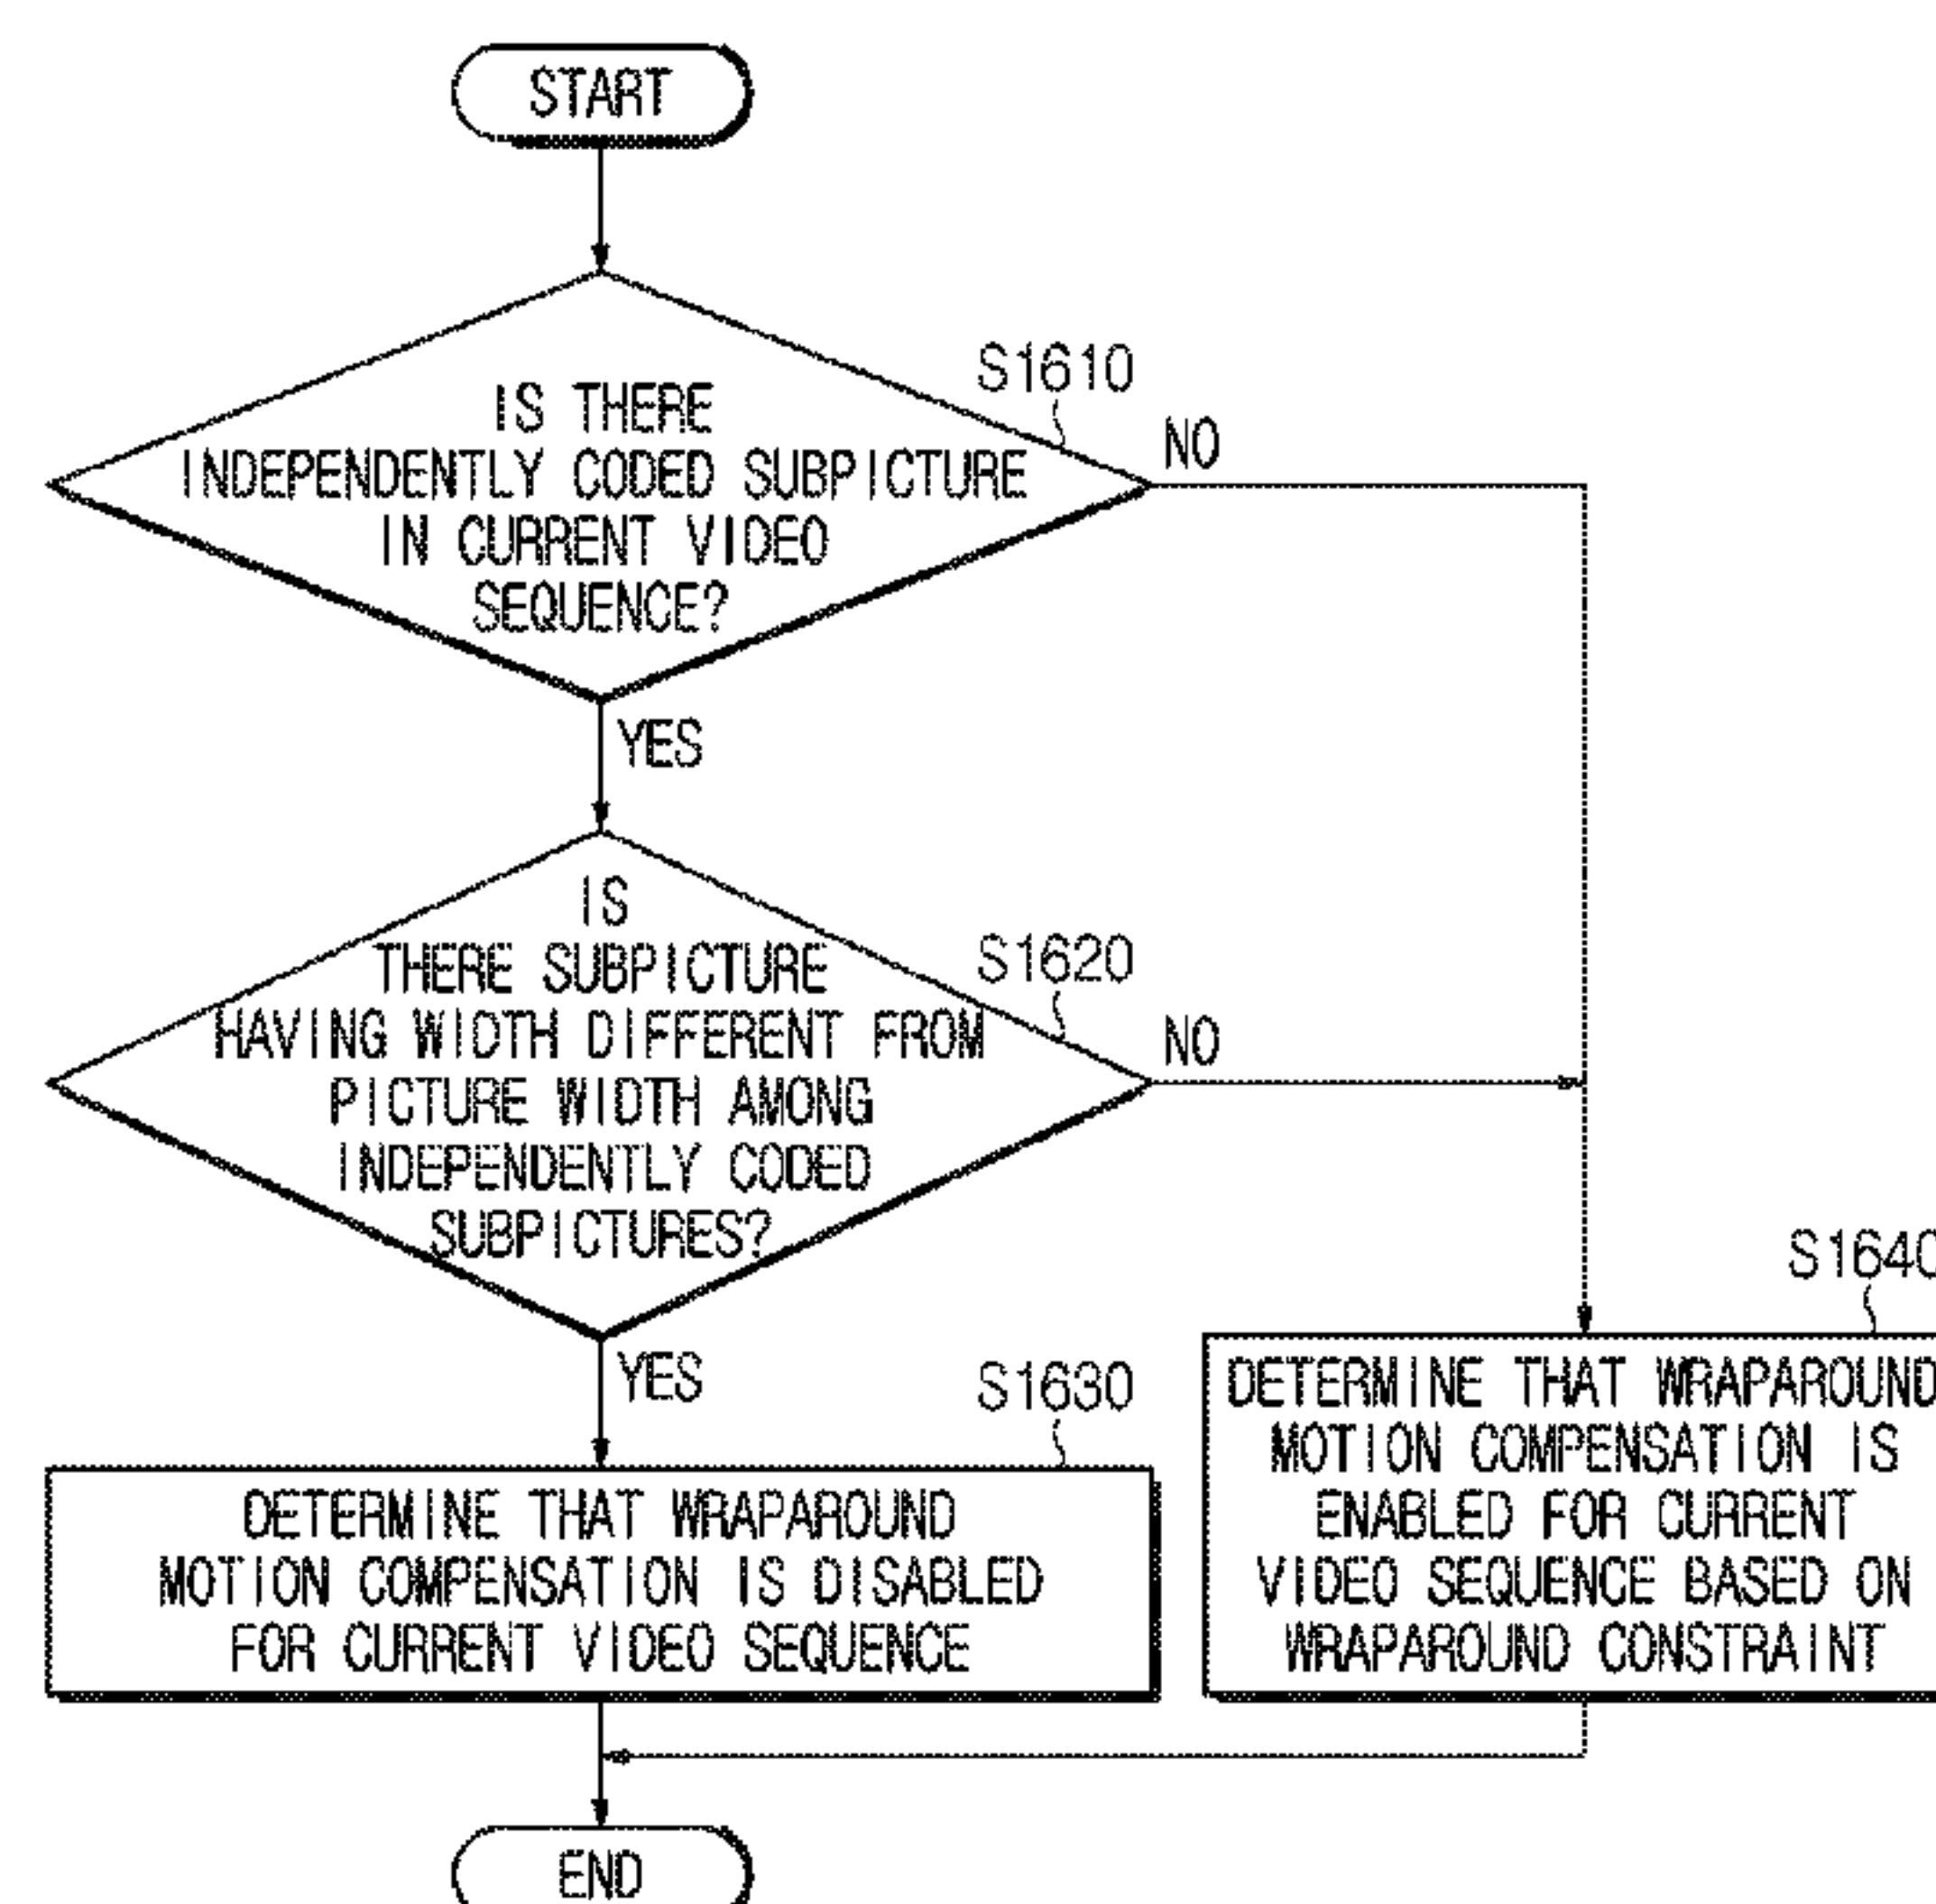 START
S1610
IS THERE
INDEPENDENTLY CODED SUBPICTURE
IN CURRENT VIDEO
SEQUENCE?
NO
YES
S1620
IS
THERE SUBPICTURE
HAVING WIDTH DIFFERENT FROM
PICTURE WIDTH AMONG
INDEPENDENTLY CODED
SUBPICTURES?
NO
YES
S1630
DETERMINE THAT WRAPAROUND
MOTION COMPENSATION IS DISABLED
FOR CURRENT VIDEO SEQUENCE
S1640
DETERMINE THAT WRAPAROUND
MOTION COMPENSATION IS
ENABLED FOR CURRENT
VIDEO SEQUENCE BASED ON
WRAPAROUND CONSTRAINT
END